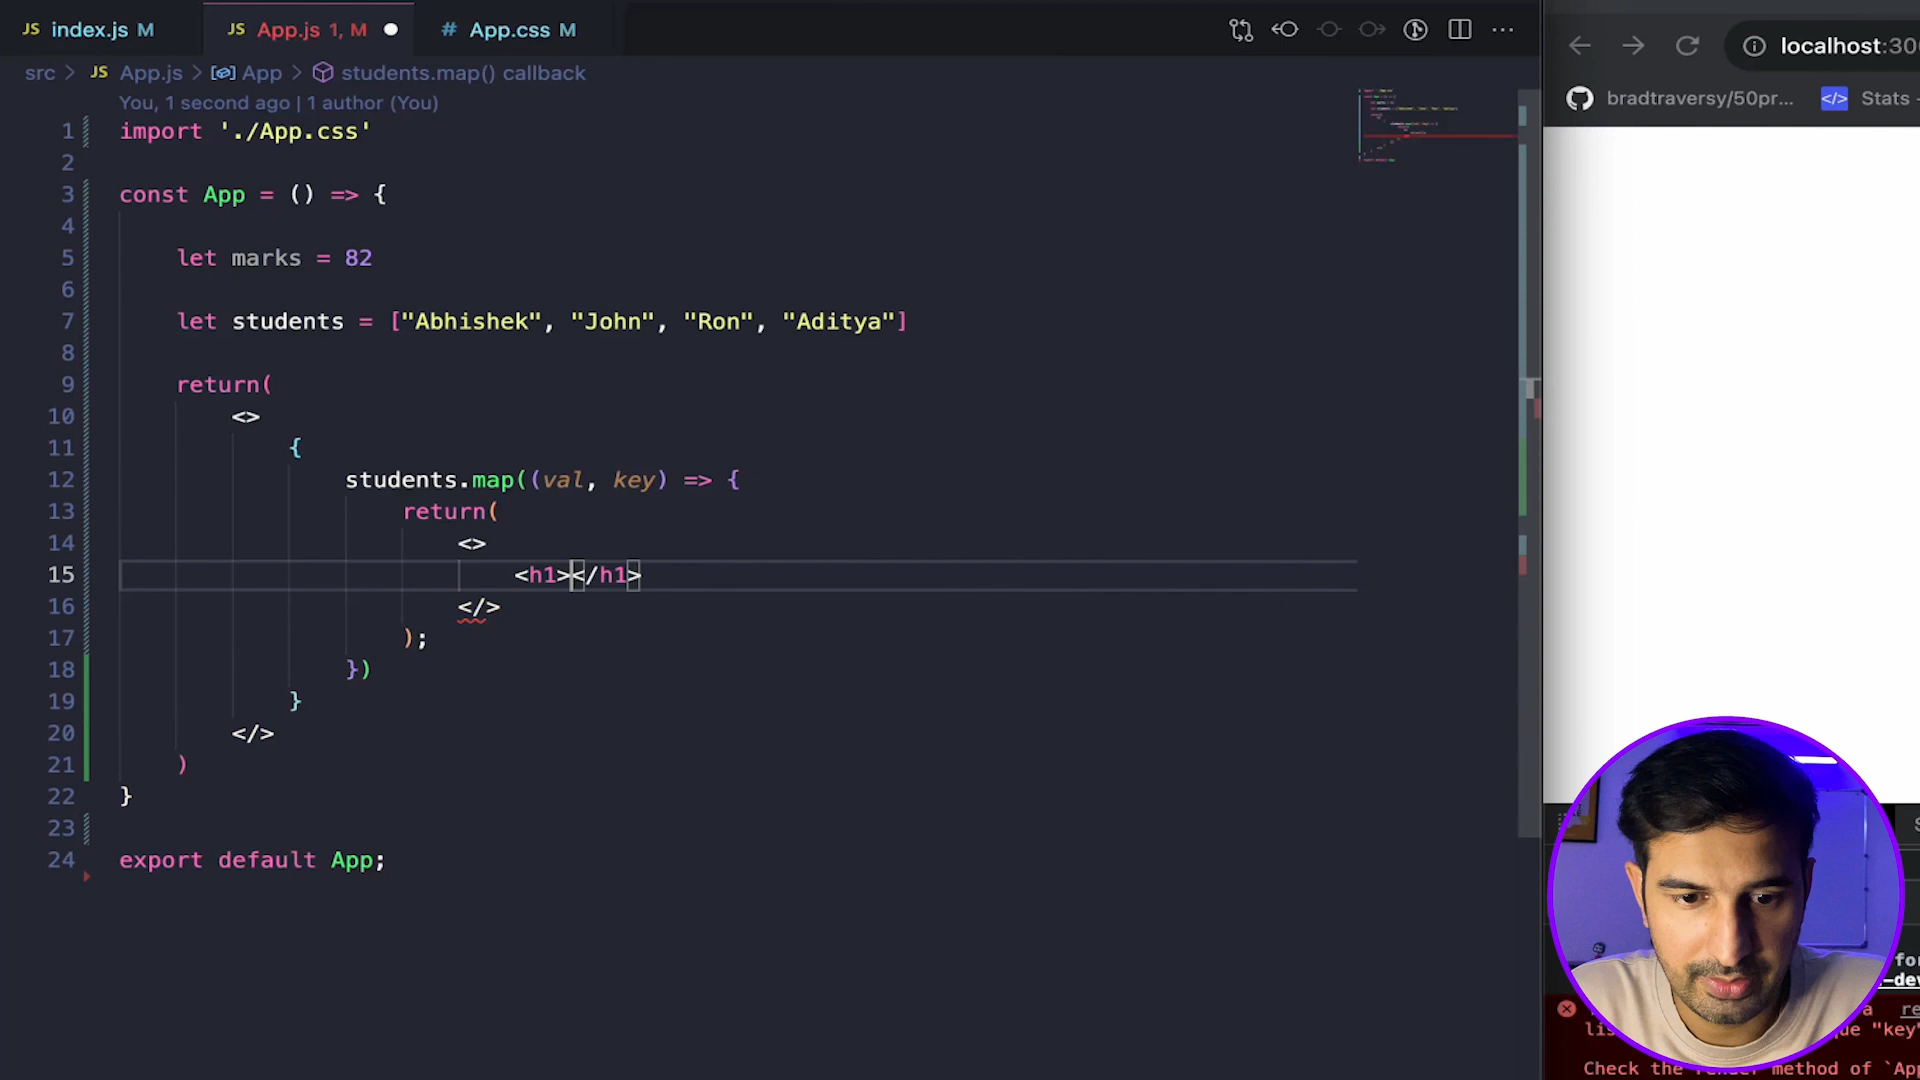 JS index.js M
JS App.js 1, M
# App.css M
src > JS App.js > App > students.map() callback
You, 1 second ago | 1 author (You)
1 import './App.css'
2
3 const App = () => {
4
5 let marks = 82
6
7 let students = ["Abhishek", "John", "Ron", "Aditya"]
8
9 return(
10 <>
11 {
12 students.map((val, key) => {
13 return(
14 <>
15 <h1></h1>
16 </>
17 );
18 })
19 }
20 </>
21 )
22 }
23
24 export default App;
localhost:300
bradtraversy/50pr... </> Stats
"key"
Check the method of `App